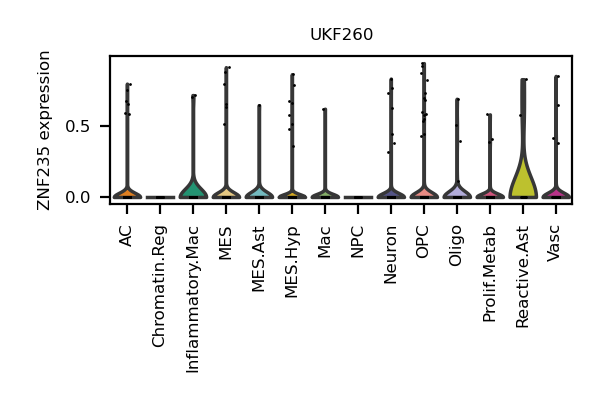 UKF260
ZNF235 expression
0.5
0.0
AC
Chromatin.Reg
Inflammatory.Mac
MES
MES.Ast
MES.Hyp
Mac
NPC
Neuron
OPC
Oligo
Prolif.Metab
Reactive.Ast
Vasc